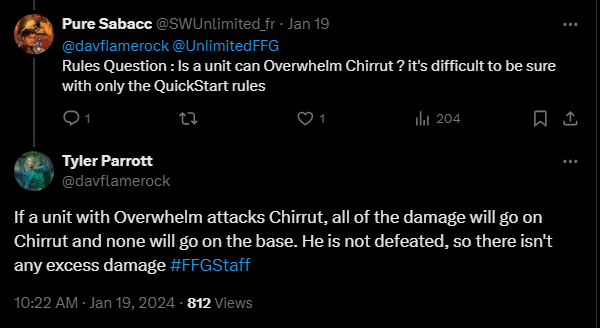 Pure Sabacc @SWUnlimited_fr · Jan 19
@davflamerock @UnlimitedFFG
Rules Question : Is a unit can Overwhelm Chirrut ? it's difficult to be sure
with only the QuickStart rules
1 1 204
Tyler Parrott
@davflamerock
If a unit with Overwhelm attacks Chirrut, all of the damage will go on
Chirrut and none will go on the base. He is not defeated, so there isn't
any excess damage #FFGStaff
10:22 AM · Jan 19, 2024 · 812 Views